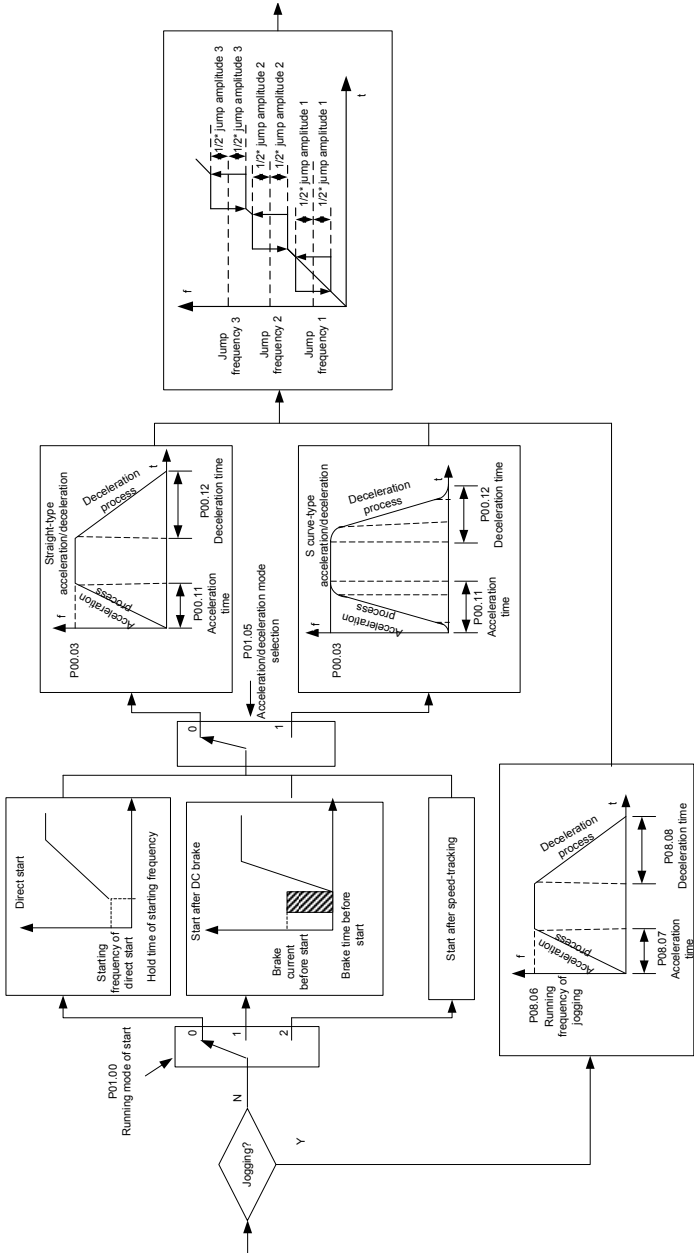 Jogging?
N
Y
P01.00
Running mode of start
0
1
2
Direct start
Starting
frequency of
direct start
Hold time of starting frequency
Start after DC brake
Brake
current
before start
Brake time before
start
Start after speed-tracking
P08.06
Running
frequency of
jogging
f
Acceleration
process
Deceleration
process
t
P08.07
Acceleration
time
P08.08
Deceleration time
0
1
P01.05
Acceleration/deceleration mode
selection
Straight-type
acceleration/deceleration
f
P00.03
Acceleration
process
Deceleration
process
t
P00.11
Acceleration
time
P00.12
Deceleration time
S curve-type
acceleration/deceleration
f
P00.03
Acceleration
process
Deceleration
process
t
P00.11
Acceleration
time
P00.12
Deceleration time
f
Jump
frequency 3
Jump
frequency 2
Jump
frequency 1
1/2* jump amplitude 3
1/2* jump amplitude 3
1/2* jump amplitude 2
1/2* jump amplitude 2
1/2* jump amplitude 1
1/2* jump amplitude 1
t